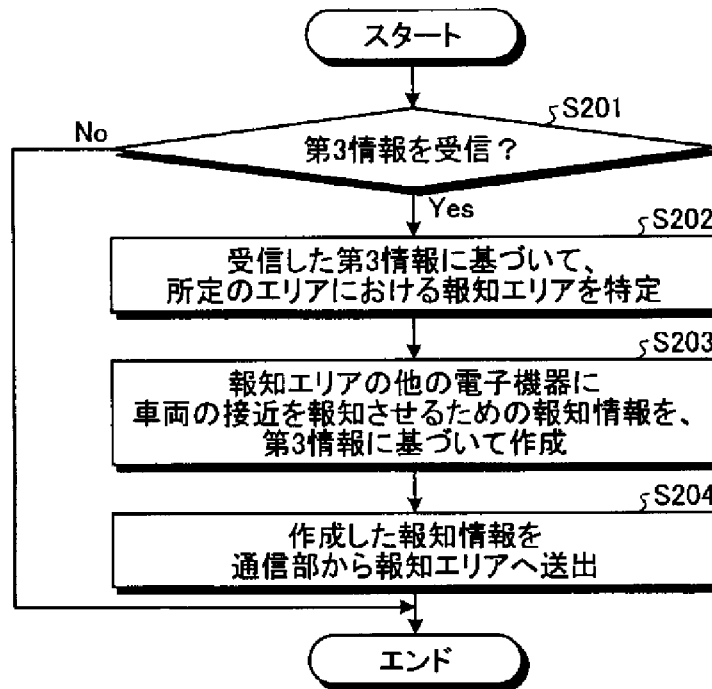 スタート
S201
No
第3情報を受信?
Yes
S202
受信した第3情報に基づいて、
所定のエリアにおける報知エリアを特定
S203
報知エリアの他の電子機器に
車両の接近を報知させるための報知情報を、
第3情報に基づいて作成
S204
作成した報知情報を
通信部から報知エリアへ送出
エンド